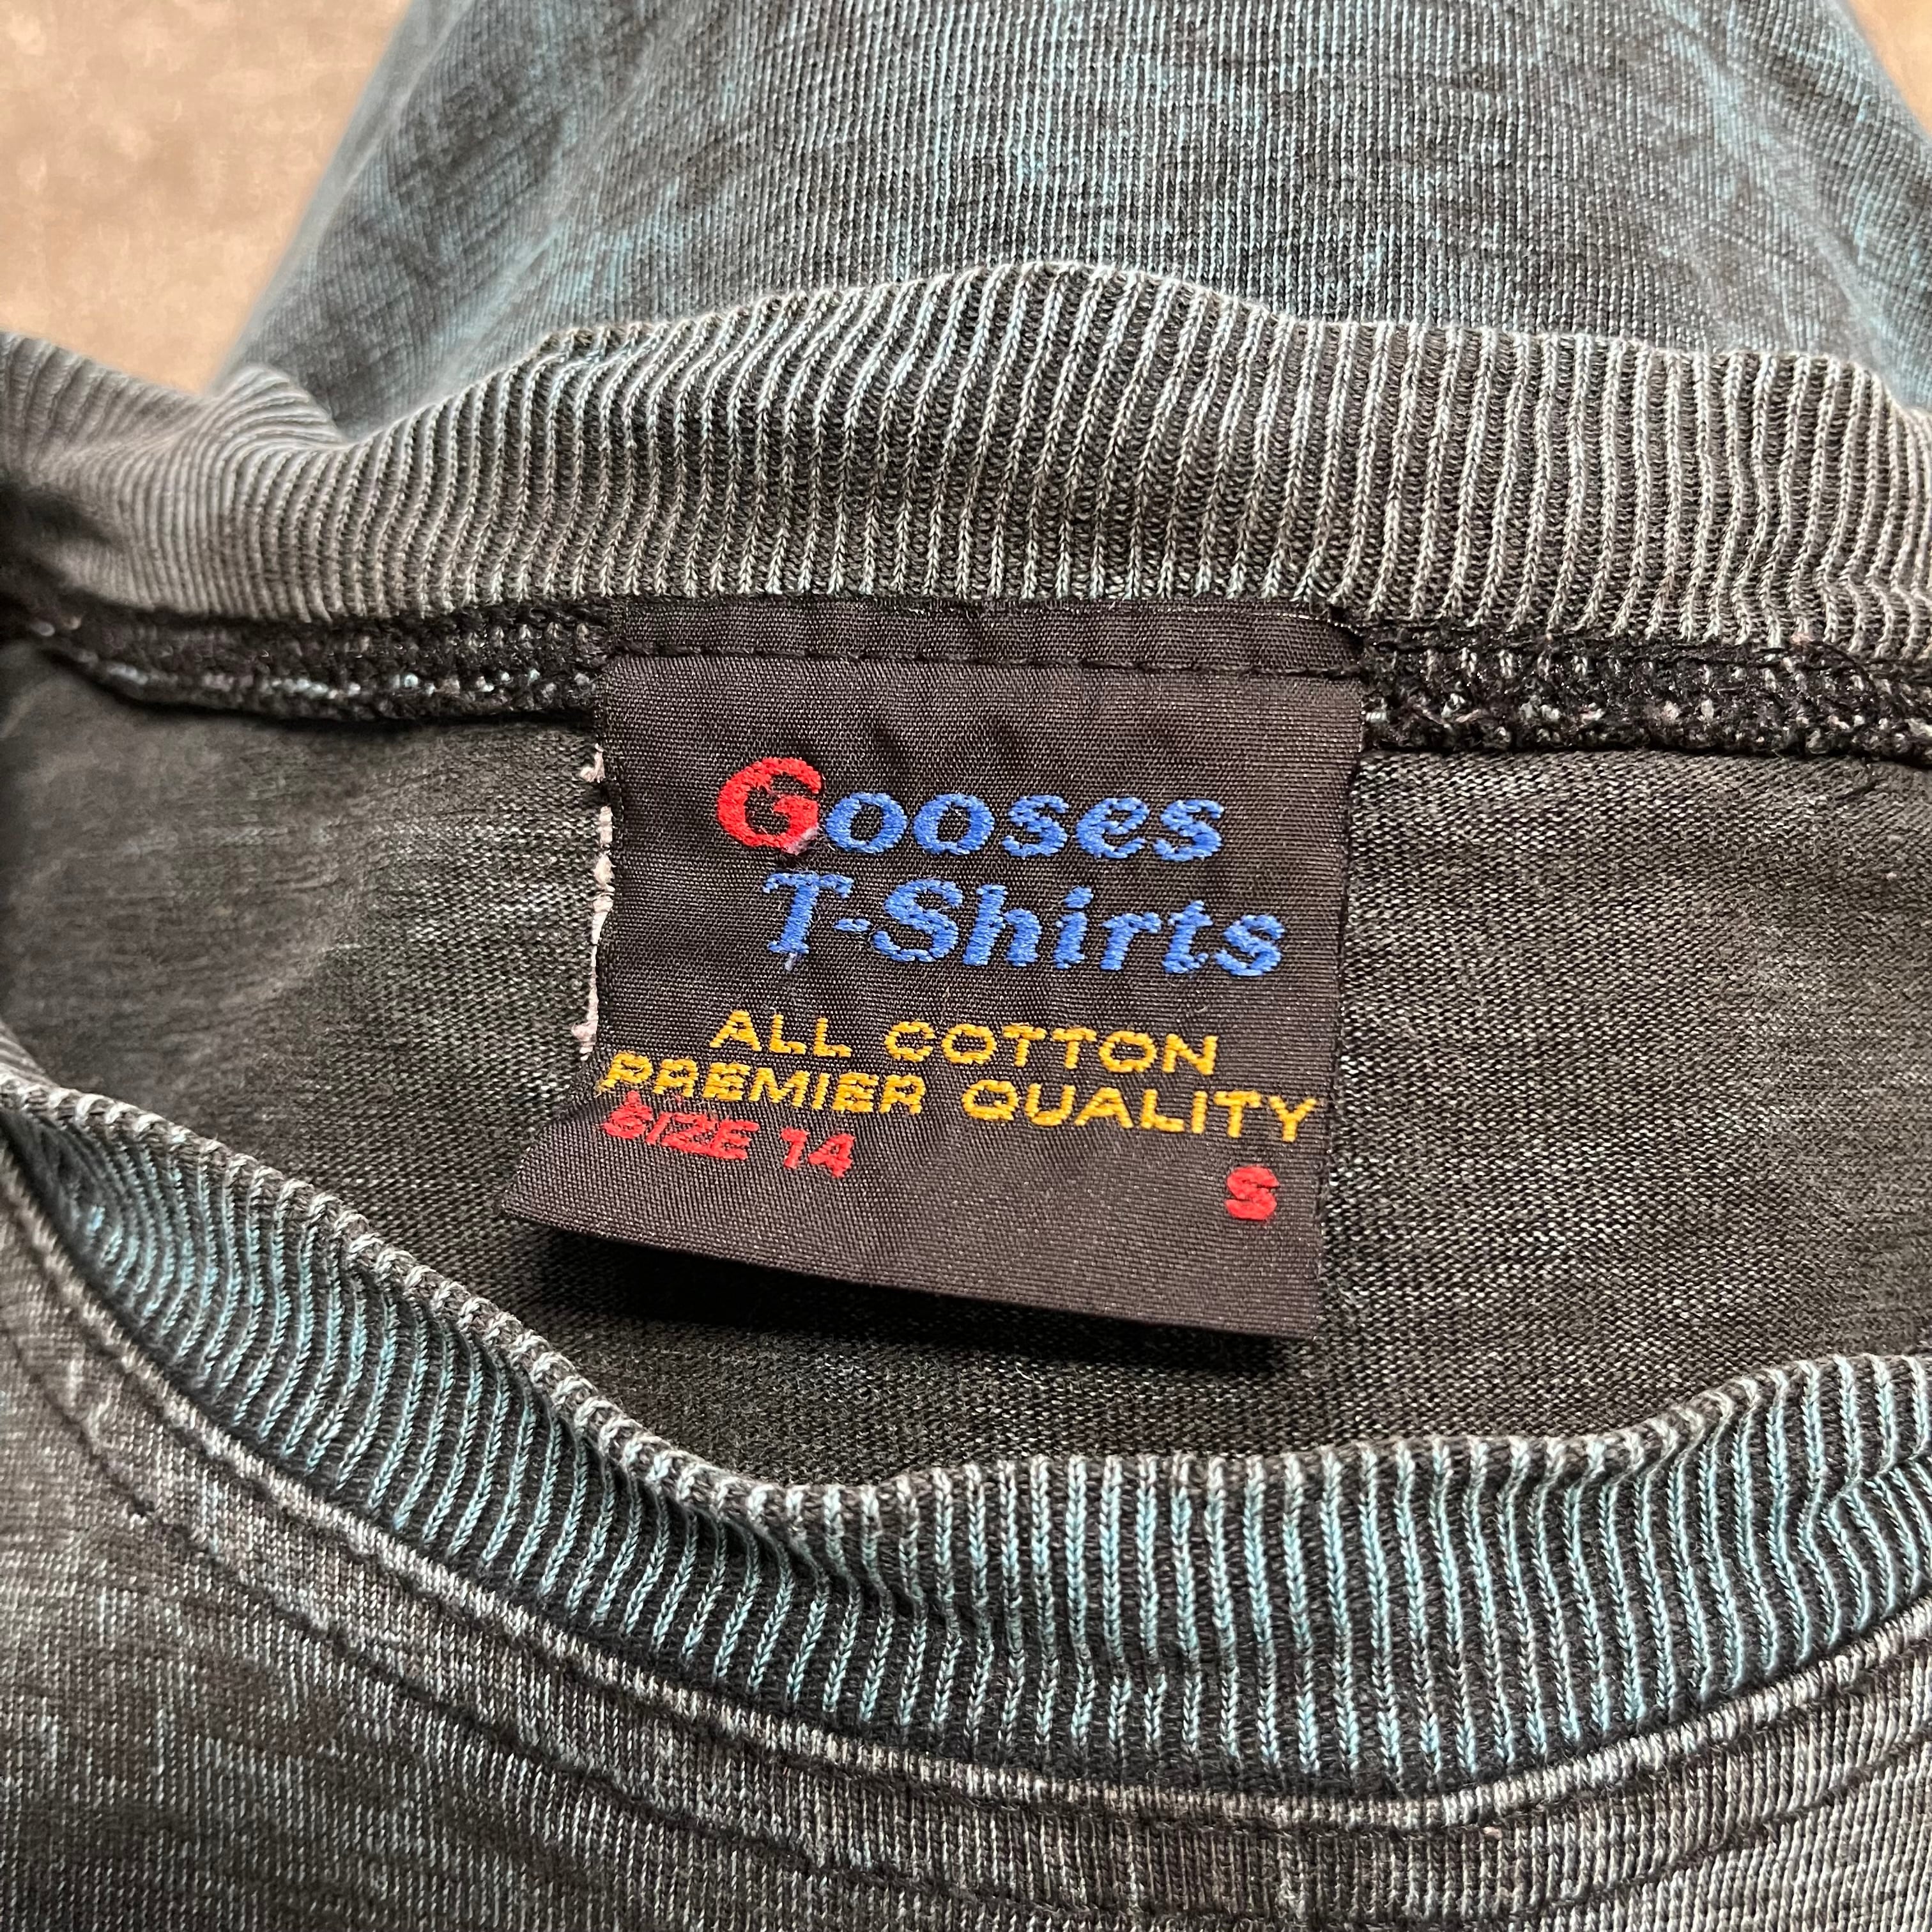 Gooses
T-Shirts
ALL COTTON
PREMIER QUALITY
SIZE 14
S